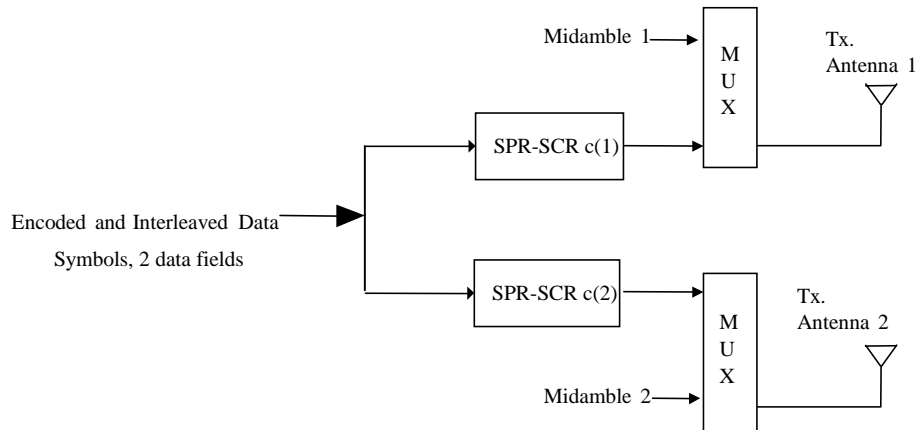 Midamble 1
M
U
X
Tx.
Antenna 1
SPR-SCR c(1)
Encoded and Interleaved Data
Symbols, 2 data fields
SPR-SCR c(2)
M
U
X
Tx.
Antenna 2
Midamble 2